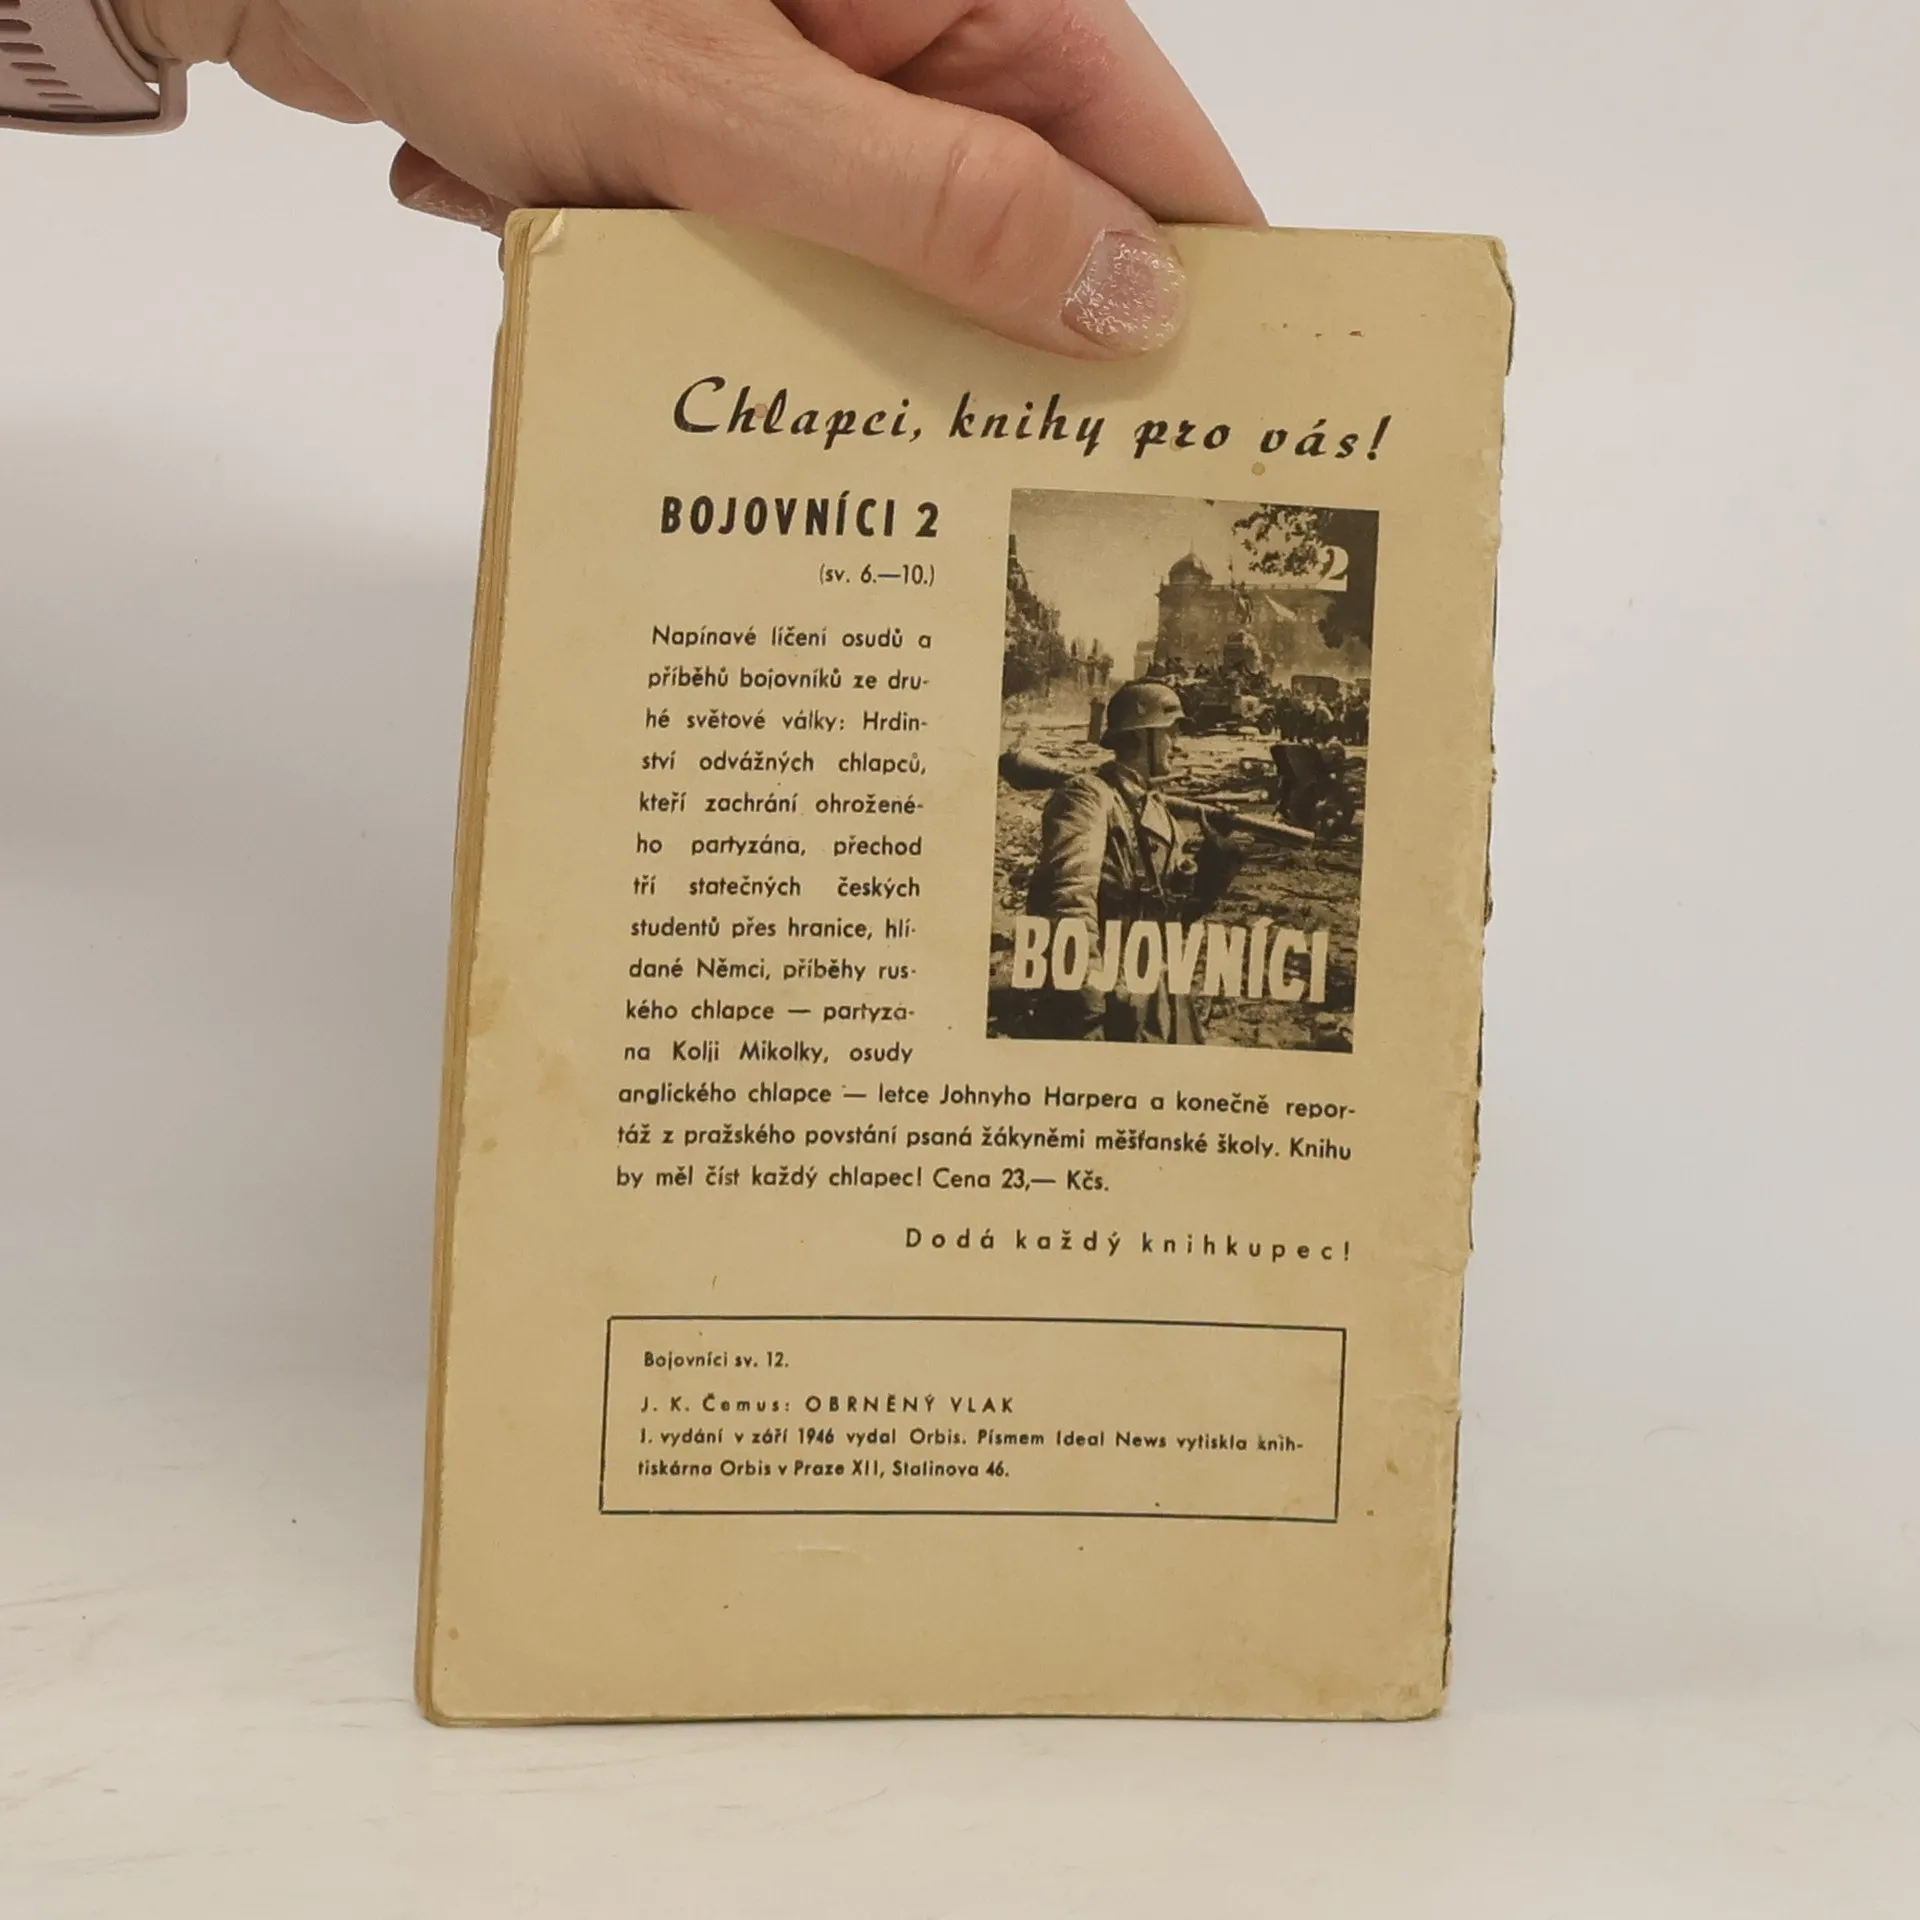 Chlapci, knihy pro vás!
BOJOVNÍCI 2
(sv. 6.—10.)
Napínavé líčení osudů a
příběhů bojovníků ze dru-
hé světové války: Hrdin-
ství odvážných chlapců,
kteří zachrání ohrožené-
ho partyzána, přechod
tří statečných českých
studentů přes hranice, hlí-
dané Němci, příběhy rus-
kého chlapce — partyzá-
na Kolji Mikolky, osudy
anglického chlapce — letce Johnyho Harpera a konečně repor-
táž z pražského povstání psaná žákyněmi měšťanské školy. Knihu
by měl číst každý chlapec! Cena 23,— Kčs.
2
BOJOVNÍCI
Dodá každý knihkupec!
Bojovníci sv. 12.
J. K. Čemus: OBRNĚNÝ VLAK
I. vydání v září 1946 vydal Orbis. Písmem Ideal News vytiskla knih-
tiskárna Orbis v Praze XII, Stalinova 46.